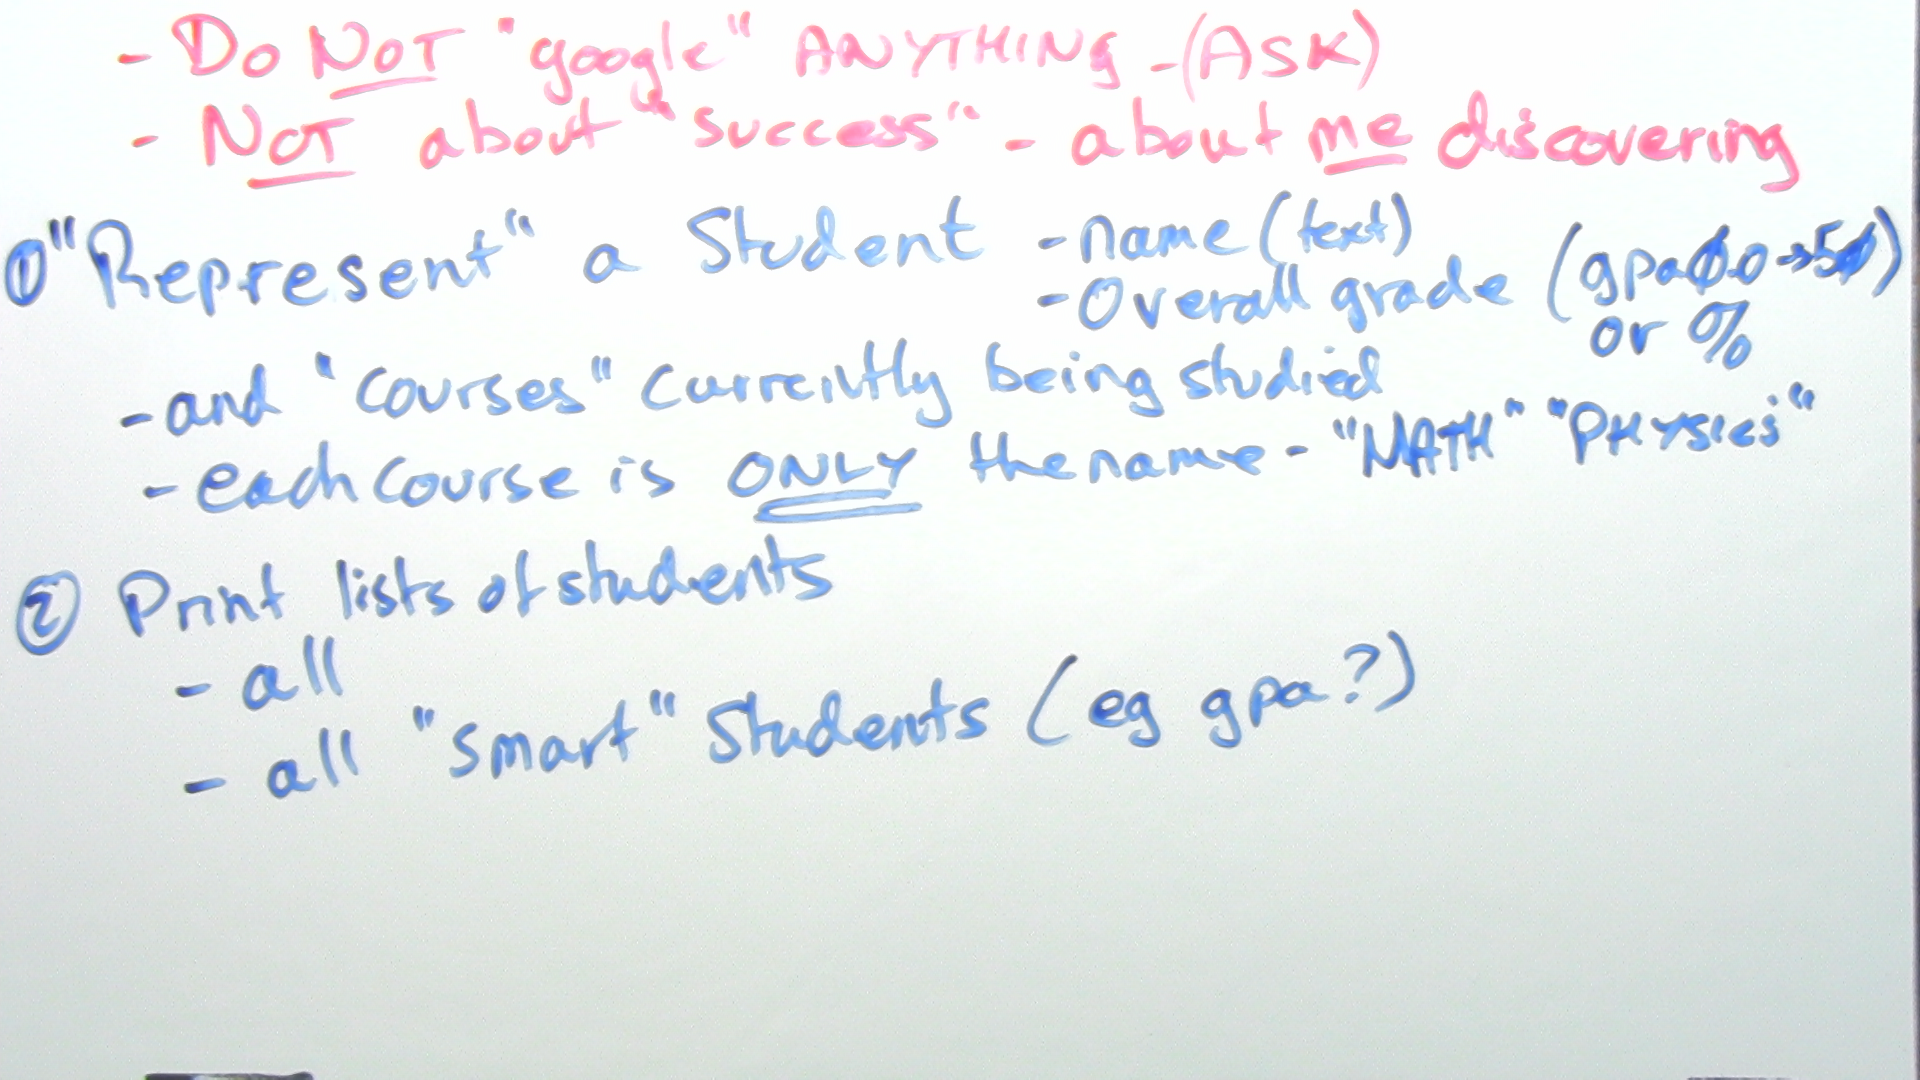 - Do NOT "google" ANYTHING - (ASK)
- NOT about "success" - about me discovering
① "Represent" a Student - name (text)
- Overall grade (gpa 0.0 → 50)
or %
- and "courses" currently being studied
- each course is ONLY the name - "MATH" "PHYSICS"
② Print lists of students
- all
- all "smart" Students (eg gpa?)